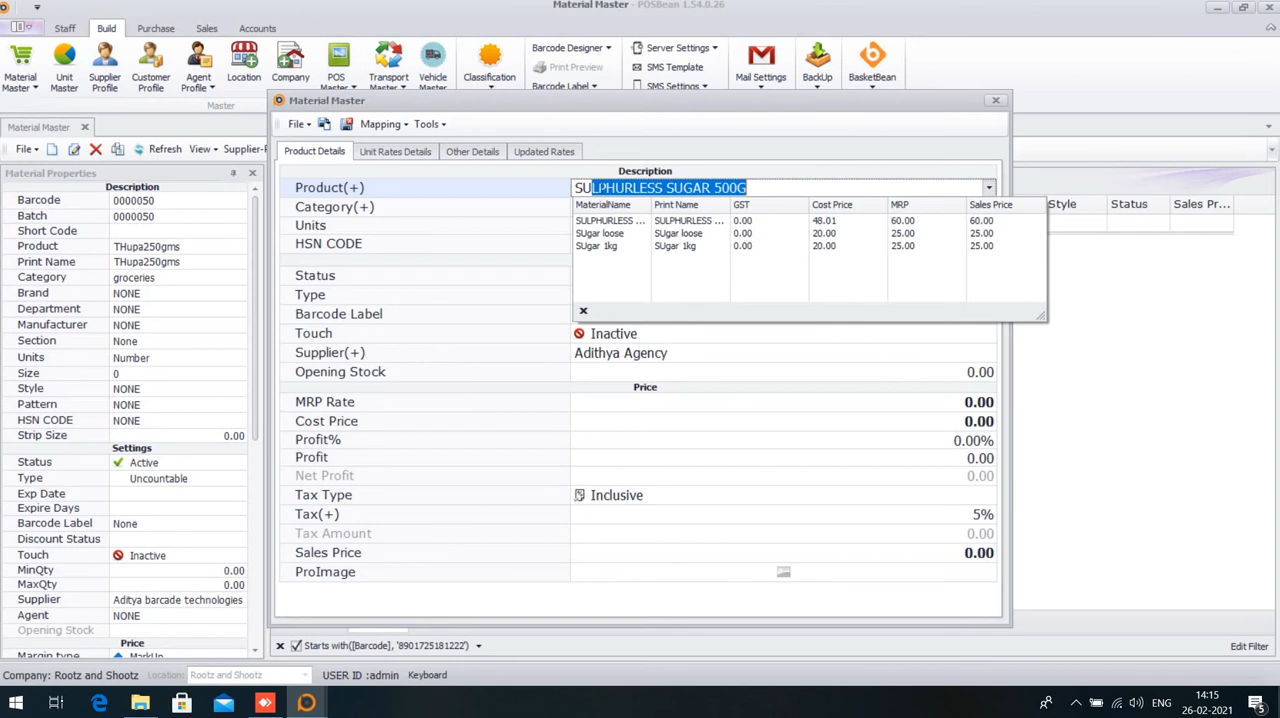 Material Master
POSBean 1.54.0.26
Staff
Build
Purchase
Sales
Accounts
Material Master
Unit Master
Supplier Profile
Customer Profile
Agent Profile
Location
Company
POS Master
Transport Master
Vehicle Master
Classification
Barcode Designer
Print Preview
Barcode Label
Server Settings
SMS Template
SMS Settings
Mail Settings
BackUp
BasketBean
Master
Material Master
File
Refresh
View
Supplier-F
Material Properties
Description
Barcode 0000050
Batch 0000050
Short Code
Product THupa250gms
Print Name THupa250gms
Category groceries
Brand NONE
Department NONE
Manufacturer NONE
Section None
Units Number
Size 0
Style NONE
Pattern NONE
HSN CODE NONE
Strip Size 0.00
Settings
Status Active
Type Uncountable
Exp Date
Expire Days
Barcode Label None
Discount Status
Touch Inactive
MinQty 0.00
MaxQty 0.00
Supplier Aditya barcade technologies
Agent NONE
Opening Stock
Price
Margin type MarkUp
Material Master
File Mapping Tools
Product Details Unit Rates Details Other Details Updated Rates
Description
Product(+) SULPHURLESS SUGAR 500G
Category(+)
Units
HSN CODE
MaterialName Print Name GST Cost Price MRP Sales Price
SULPHURLESS ... SULPHURLESS ... 0.00 48.01 60.00 60.00
SUgar loose SUgar loose 0.00 20.00 25.00 25.00
SUgar 1kg SUgar 1kg 0.00 20.00 25.00 25.00
Status
Type
Barcode Label
Touch Inactive
Supplier(+) Adithya Agency
Opening Stock 0.00
Price
MRP Rate 0.00
Cost Price 0.00
Profit% 0.00%
Profit 0.00
Net Profit 0.00
Tax Type Inclusive
Tax(+) 5%
Tax Amount 0.00
Sales Price 0.00
ProImage
Style Status Sales Pr...
Starts with([Barcode], '8901725181222')
Edit Filter
Company: Rootz and Shootz Location: Rootz and Shootz USER ID :admin Keyboard
ENG
14:15
26-02-2021
5